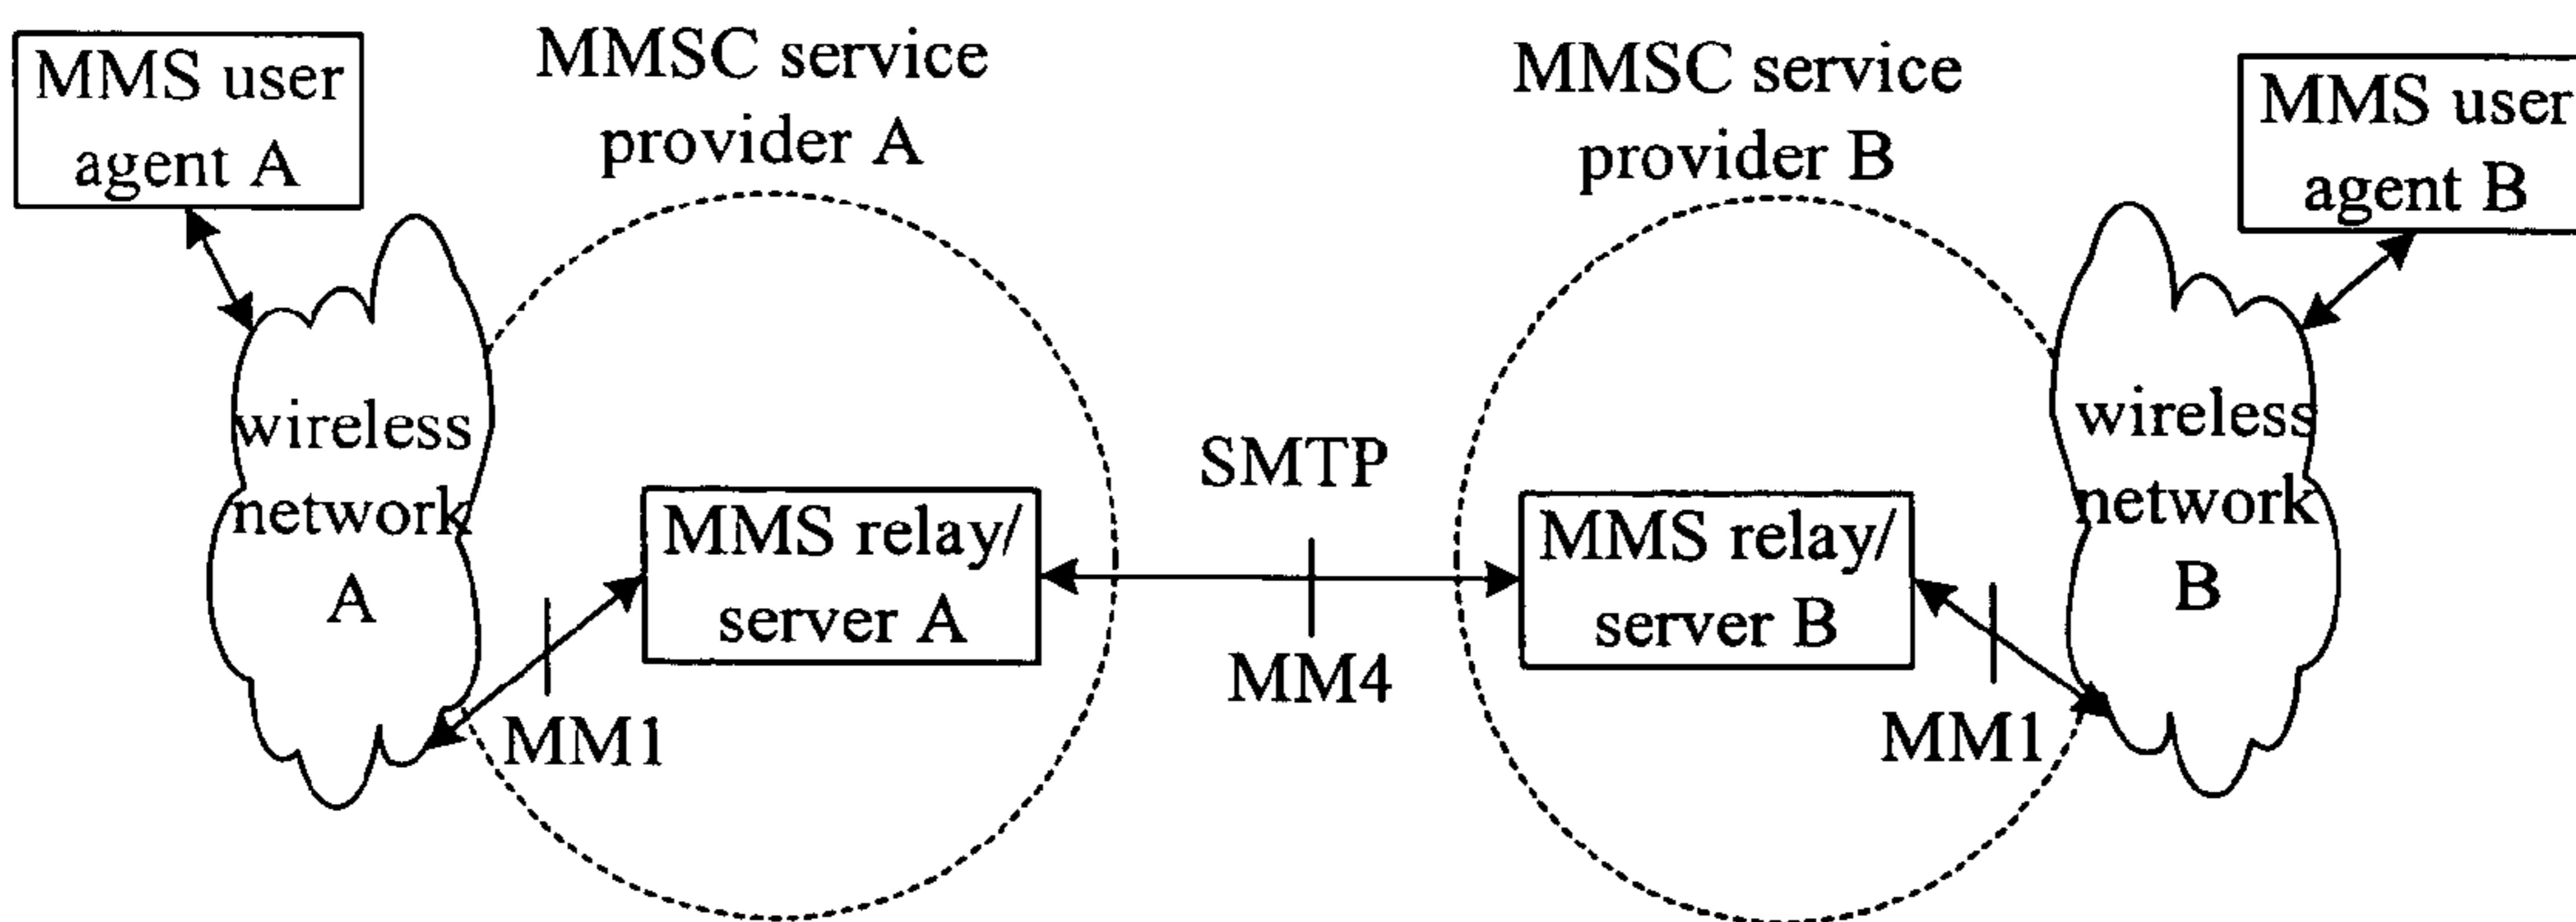 MMS user
agent A
MMSC service
provider A
MMSC service
provider B
MMS user
agent B
wireless
network
A
MMS relay/
server A
MM1
SMTP
MM4
MMS relay/
server B
MM1
wireless
network
B